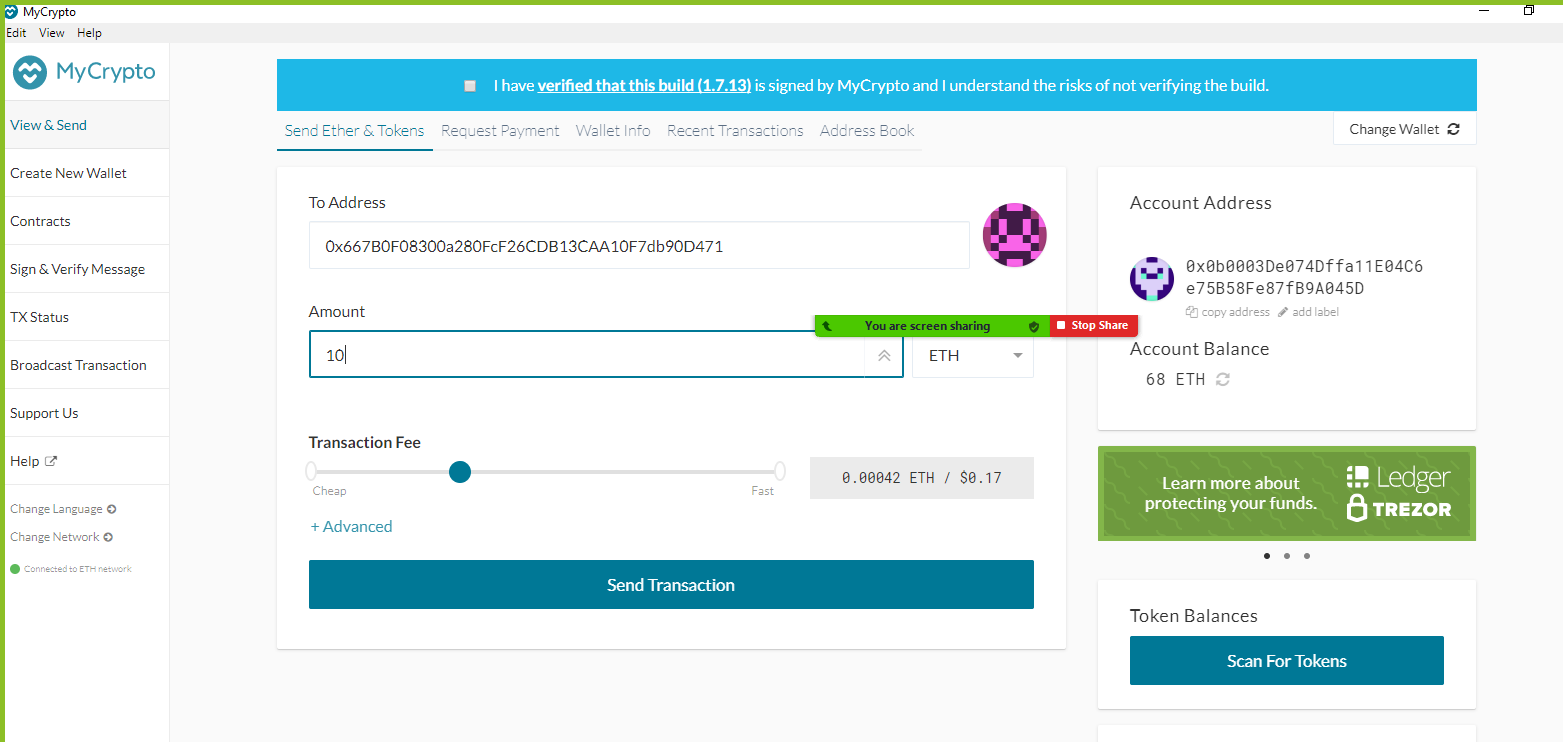 MyCrypto
Edit View Help
MyCrypto
View & Send
Create New Wallet
Contracts
Sign & Verify Message
TX Status
Broadcast Transaction
Support Us
Help
Change Language
Change Network
Connected to ETH network
I have verified that this build (1.7.13) is signed by MyCrypto and I understand the risks of not verifying the build.
Send Ether & Tokens Request Payment Wallet Info Recent Transactions Address Book
Change Wallet
To Address
0x667B0F08300a280FcF26CDB13CAA10F7db90D471
Amount
You are screen sharing Stop Share
10 ETH
Transaction Fee
Cheap Fast
0.00042 ETH / $0.17
+ Advanced
Send Transaction
Account Address
0x0b0003De074Dffa11E04C6
e75B58Fe87fB9A045D
copy address add label
Account Balance
68 ETH
Learn more about
protecting your funds.
Ledger
TREZOR
Token Balances
Scan For Tokens